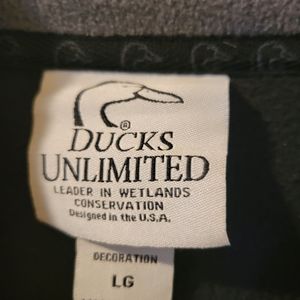 ®
DUCKS
UNLIMITED
LEADER IN WETLANDS
CONSERVATION
Designed in the U.S.A.
DECORATION
LG